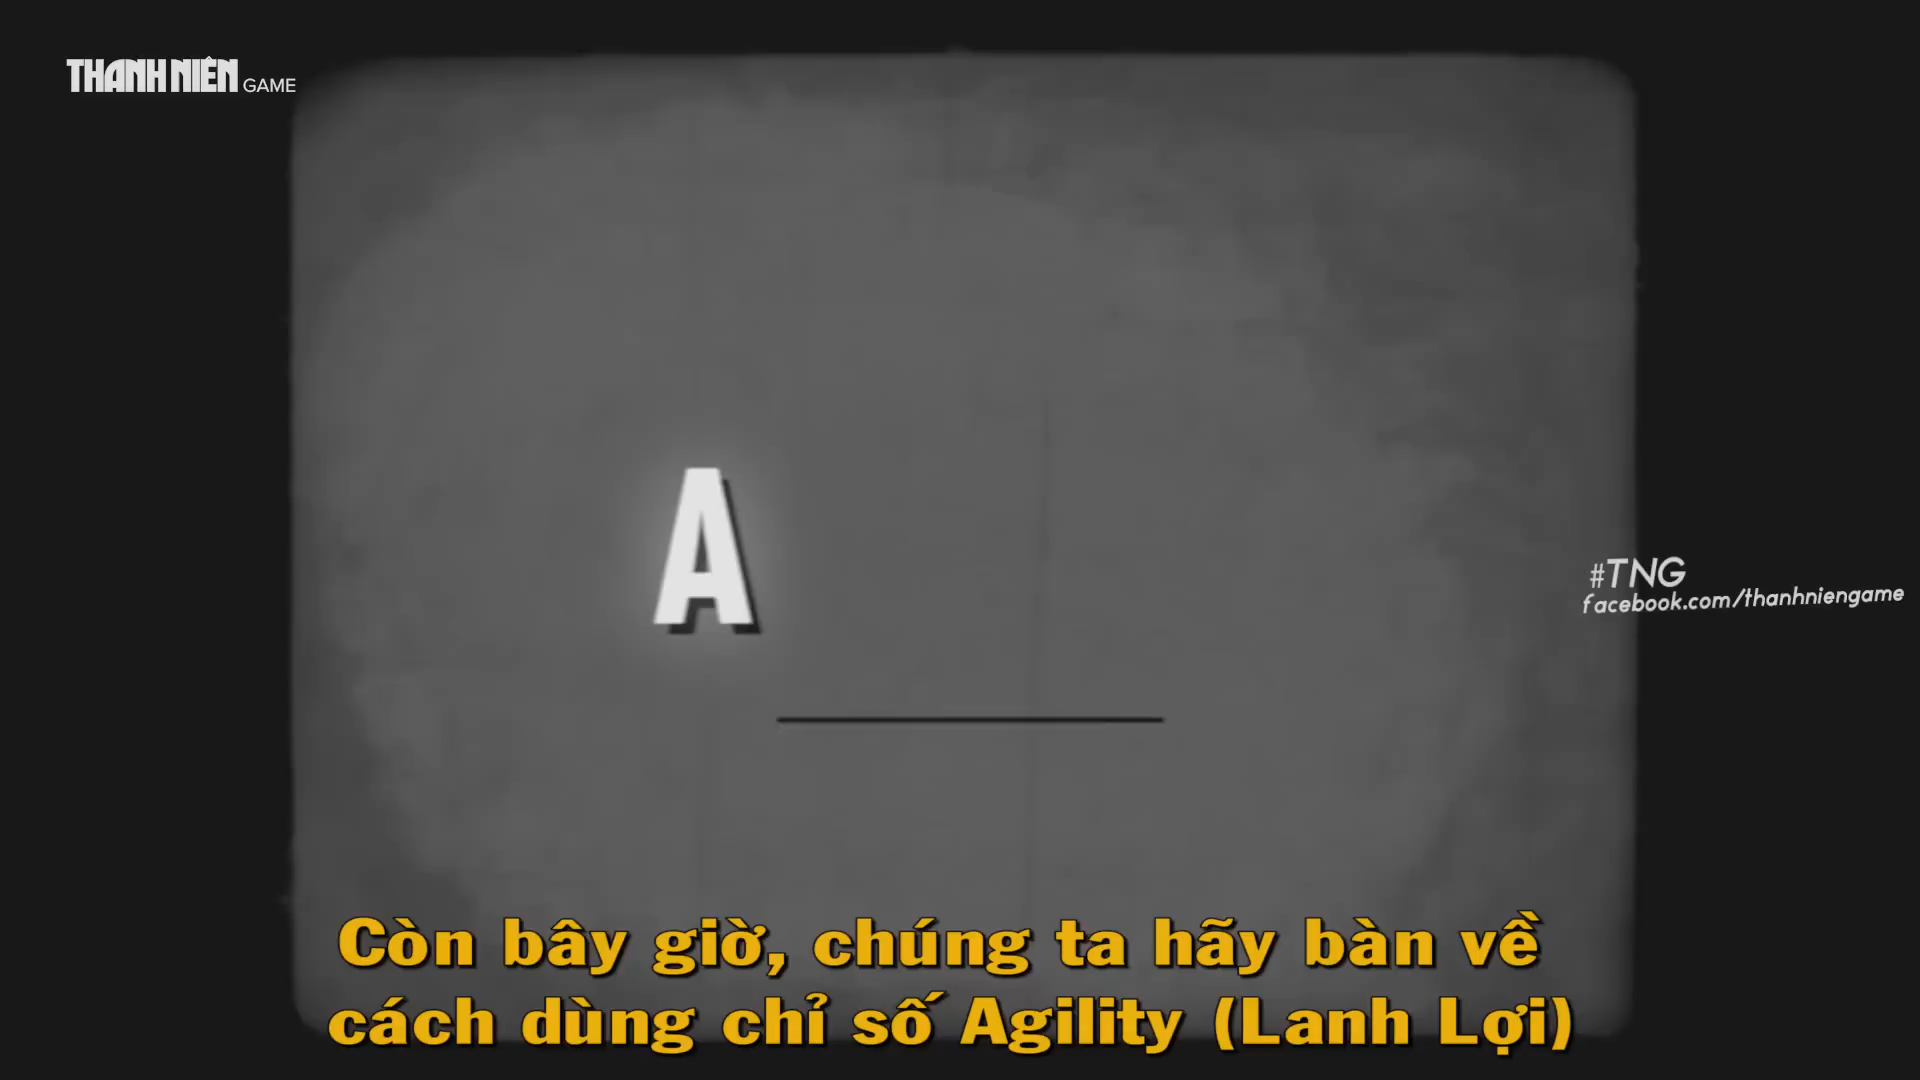 THANH NIÊN GAME
A
#TNG
facebook.com/thanhniengame
Còn bây giờ, chúng ta hãy bàn về
cách dùng chỉ số Agility (Lanh Lợi)